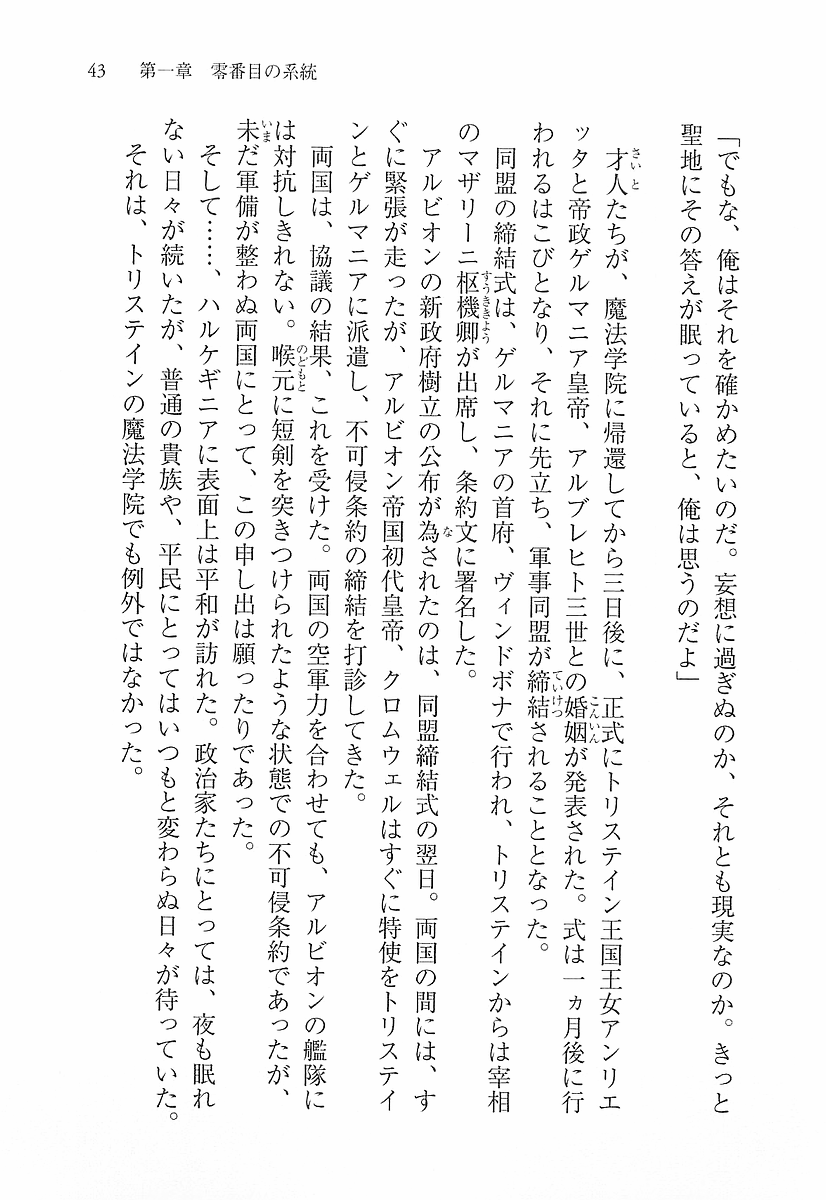 43　第一章　零番目の系統
「でもな、俺はそれを確かめたいのだ。妄想に過ぎぬのか、それとも現実なのか。きっと
聖地にその答えが眠っていると、俺は思うのだよ」
才人たちが、魔法学院に帰還してから三日後に、正式にトリステイン王国王女アンリエ
ッタと帝政ゲルマニア皇帝、アルブレヒト三世との婚姻が発表された。式は一ヵ月後に行
われるはこびとなり、それに先立ち、軍事同盟が締結されることとなった。
同盟の締結式は、ゲルマニアの首府、ヴィンドボナで行われ、トリステインからは宰相
のマザリーニ枢機卿が出席し、条約文に署名した。
アルビオンの新政府樹立の公布が為されたのは、同盟締結式の翌日。両国の間には、す
ぐに緊張が走ったが、アルビオン帝国初代皇帝、クロムウェルはすぐに特使をトリステイ
ンとゲルマニアに派遣し、不可侵条約の締結を打診してきた。
両国は、協議の結果、これを受けた。両国の空軍力を合わせても、アルビオンの艦隊に
は対抗しきれない。喉元に短剣を突きつけられたような状態での不可侵条約であったが、
未だ軍備が整わぬ両国にとって、この申し出は願ったりであった。
そして……、ハルケギニアに表面上は平和が訪れた。政治家たちにとっては、夜も眠れ
ない日々が続いたが、普通の貴族や、平民にとってはいつもと変わらぬ日々が待っていた。
それは、トリステインの魔法学院でも例外ではなかった。